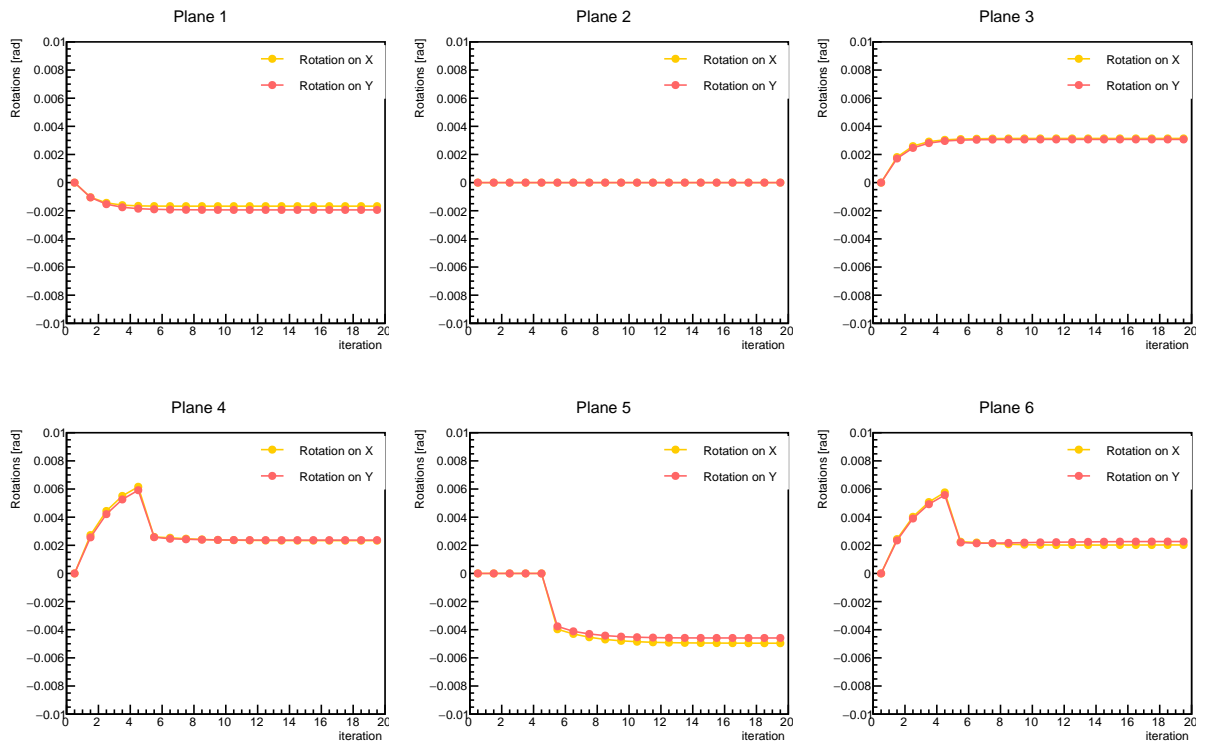 Plane 1
Rotations [rad]
Rotation on X
Rotation on Y
0.01
0.008
0.006
0.004
0.002
0
−0.002
−0.004
−0.006
−0.008
−0.01
0 2 4 6 8 10 12 14 16 18 20
iteration
Plane 2
Rotations [rad]
Rotation on X
Rotation on Y
0.01
0.008
0.006
0.004
0.002
0
−0.002
−0.004
−0.006
−0.008
−0.01
0 2 4 6 8 10 12 14 16 18 20
iteration
Plane 3
Rotations [rad]
Rotation on X
Rotation on Y
0.01
0.008
0.006
0.004
0.002
0
−0.002
−0.004
−0.006
−0.008
−0.01
0 2 4 6 8 10 12 14 16 18 20
iteration
Plane 4
Rotations [rad]
Rotation on X
Rotation on Y
0.01
0.008
0.006
0.004
0.002
0
−0.002
−0.004
−0.006
−0.008
−0.01
0 2 4 6 8 10 12 14 16 18 20
iteration
Plane 5
Rotations [rad]
Rotation on X
Rotation on Y
0.01
0.008
0.006
0.004
0.002
0
−0.002
−0.004
−0.006
−0.008
−0.01
0 2 4 6 8 10 12 14 16 18 20
iteration
Plane 6
Rotations [rad]
Rotation on X
Rotation on Y
0.01
0.008
0.006
0.004
0.002
0
−0.002
−0.004
−0.006
−0.008
−0.01
0 2 4 6 8 10 12 14 16 18 20
iteration